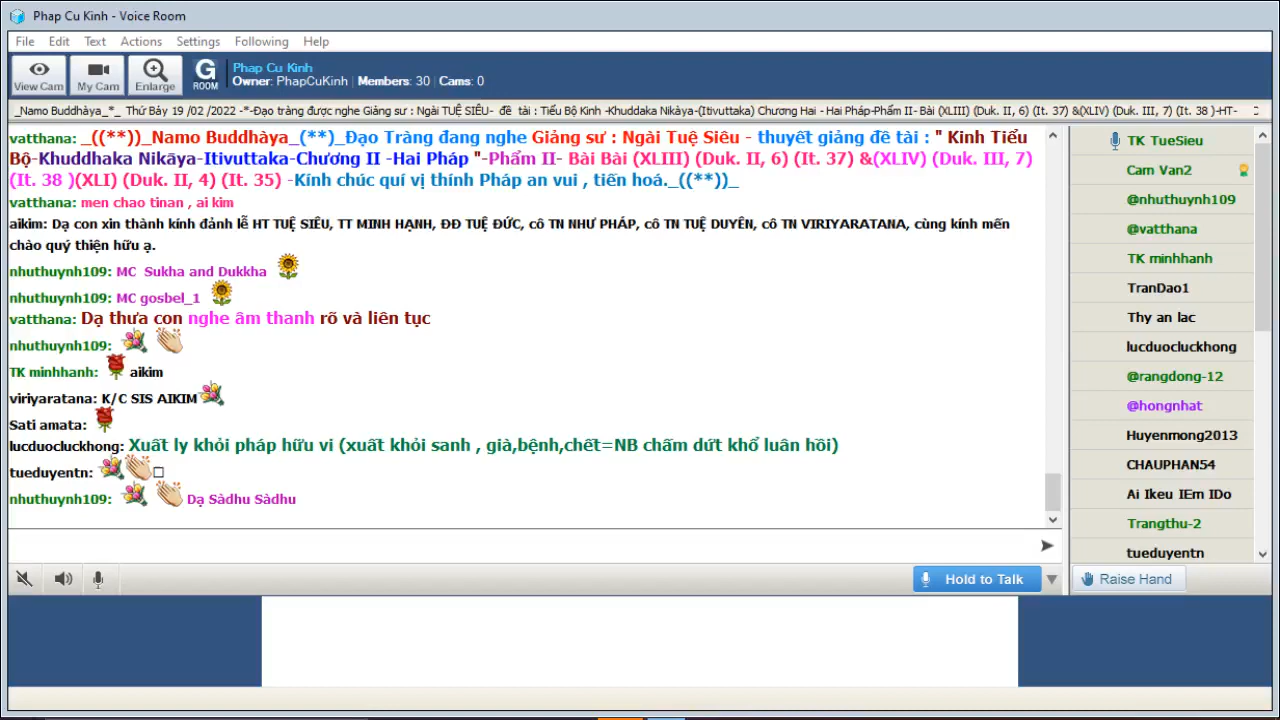 Phap Cu Kinh - Voice Room
File Edit Text Actions Settings Following Help
View Cam
My Cam
Enlarge
G ROOM
Phap Cu Kinh
Owner: PhapCuKinh | Members: 30 | Cams: 0
_Namo Buddhàya_*_ Thứ Bảy 19 /02 /2022 -*-Đạo tràng được nghe Giảng sư : Ngài TUỆ SIÊU- đề tài : Tiểu Bộ Kinh -Khuddaka Nikàya-(Itivuttaka) Chương Hai - Hai Pháp-Phẩm II- Bài (XLIII) (Duk. II, 6) (It. 37) &(XLIV) (Duk. III, 7) (It. 38 )-HT-
vatthana: _((**))_Namo Buddhàya_(**)_Đạo Tràng đang nghe Giảng sư : Ngài Tuệ Siêu - thuyết giảng đề tài : " Kinh Tiểu
Bộ-Khuddhaka Nikāya-Itivuttaka-Chương II -Hai Pháp "-Phẩm II- Bài Bài (XLIII) (Duk. II, 6) (It. 37) &(XLIV) (Duk. III, 7)
(It. 38 )(XLI) (Duk. II, 4) (It. 35) -Kính chúc quí vị thính Pháp an vui , tiến hoá._((**))_
vatthana: men chao tinan , ai kim
aikim: Dạ con xin thành kính đảnh lễ HT TUỆ SIÊU, TT MINH HẠNH, ĐĐ TUỆ ĐỨC, cô TN NHƯ PHÁP, cô TN TUỆ DUYÊN, cô TN VIRIYARATANA, cùng kính mến
chào quý thiện hữu ạ.
nhuthuynh109: MC Sukha and Dukkha
nhuthuynh109: MC gosbel_1
vatthana: Dạ thưa con nghe âm thanh rõ và liên tục
nhuthuynh109:
TK minhhanh: aikim
viriyaratana: K/C SIS AIKIM
Sati amata:
lucduocluckhong: Xuất ly khỏi pháp hữu vi (xuất khỏi sanh , già,bệnh,chết=NB chấm dứt khổ luân hồi)
tueduyentn:
nhuthuynh109: Dạ Sàdhu Sàdhu
Hold to Talk
TK TueSieu
Cam Van2
@nhuthuynh109
@vatthana
TK minhhanh
TranDao1
Thy an lac
lucduocluckhong
@rangdong-12
@hongnhat
Huyenmong2013
CHAUPHAN54
Ai Ikeu IEm IDo
Trangthu-2
tueduyentn
Raise Hand